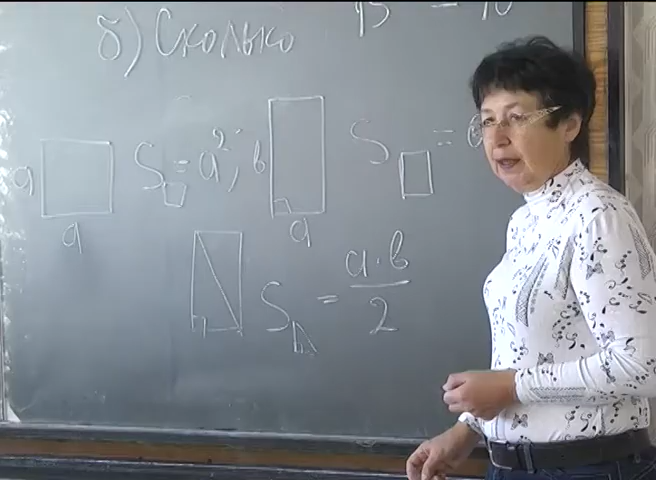 б) Сколько
a S□ = a², b S□ =
a a
S◺ = a·b / 2